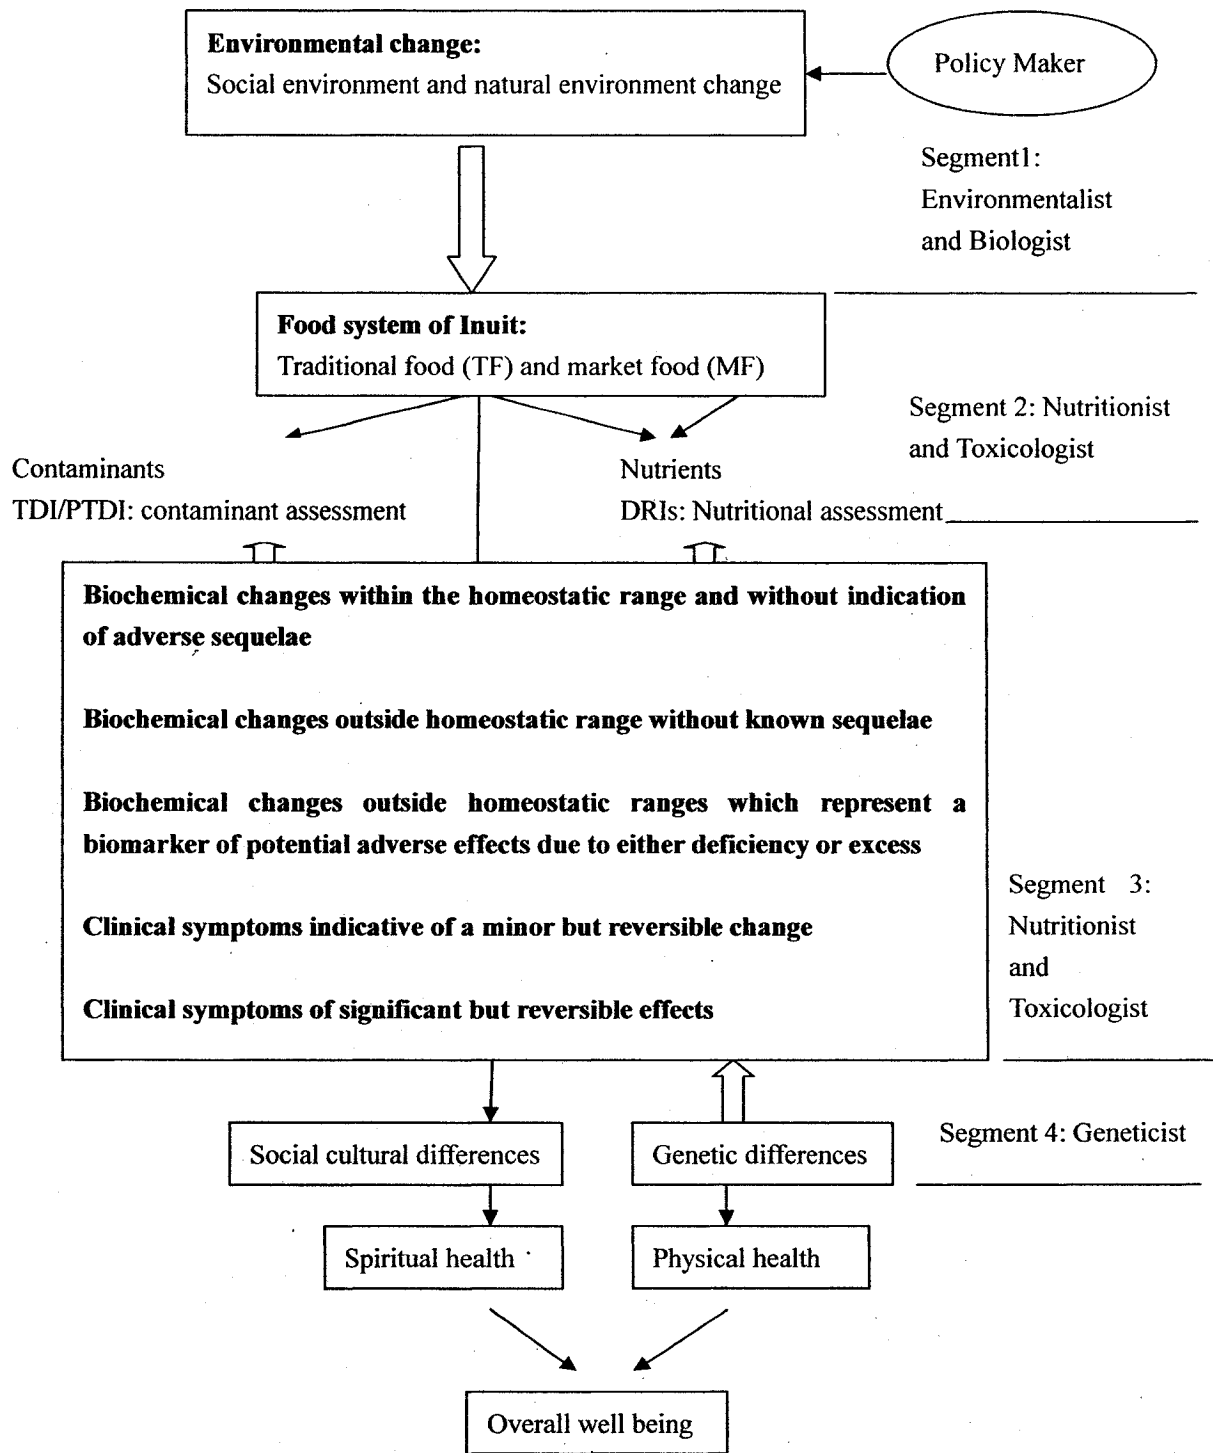 Environmental change:
Social environment and natural environment change
Policy Maker
Segment1:
Environmentalist
and Biologist
Food system of Inuit:
Traditional food (TF) and market food (MF)
Segment 2: Nutritionist
and Toxicologist
Contaminants
TDI/PTDI: contaminant assessment
Nutrients
DRIs: Nutritional assessment
Biochemical changes within the homeostatic range and without indication
of adverse sequelae
Biochemical changes outside homeostatic range without known sequelae
Biochemical changes outside homeostatic ranges which represent a
biomarker of potential adverse effects due to either deficiency or excess
Clinical symptoms indicative of a minor but reversible change
Clinical symptoms of significant but reversible effects
Segment 3:
Nutritionist
and
Toxicologist
Social cultural differences
Genetic differences
Segment 4: Geneticist
Spiritual health
Physical health
Overall well being